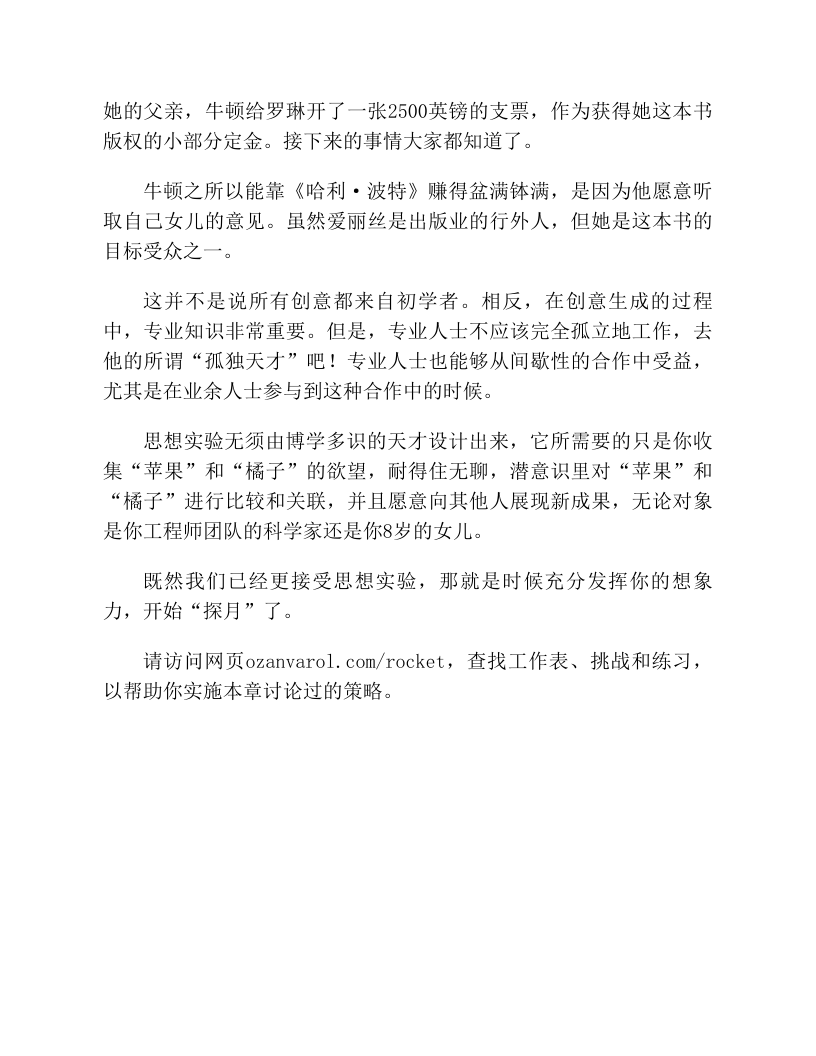 她的父亲，牛顿给罗琳开了一张2500英镑的支票，作为获得她这本书
版权的小部分定金。接下来的事情大家都知道了。
牛顿之所以能靠《哈利·波特》赚得盆满钵满，是因为他愿意听
取自己女儿的意见。虽然爱丽丝是出版业的行外人，但她是这本书的
目标受众之一。
这并不是说所有创意都来自初学者。相反，在创意生成的过程
中，专业知识非常重要。但是，专业人士不应该完全孤立地工作，去
他的所谓“孤独天才”吧！专业人士也能够从间歇性的合作中受益，
尤其是在业余人士参与到这种合作中的时候。
思想实验无须由博学多识的天才设计出来，它所需要的只是你收
集“苹果”和“橘子”的欲望，耐得住无聊，潜意识里对“苹果”和
“橘子”进行比较和关联，并且愿意向其他人展现新成果，无论对象
是你工程师团队的科学家还是你8岁的女儿。
既然我们已经更接受思想实验，那就是时候充分发挥你的想象
力，开始“探月”了。
请访问网页ozanvarol.com/rocket，查找工作表、挑战和练习，
以帮助你实施本章讨论过的策略。